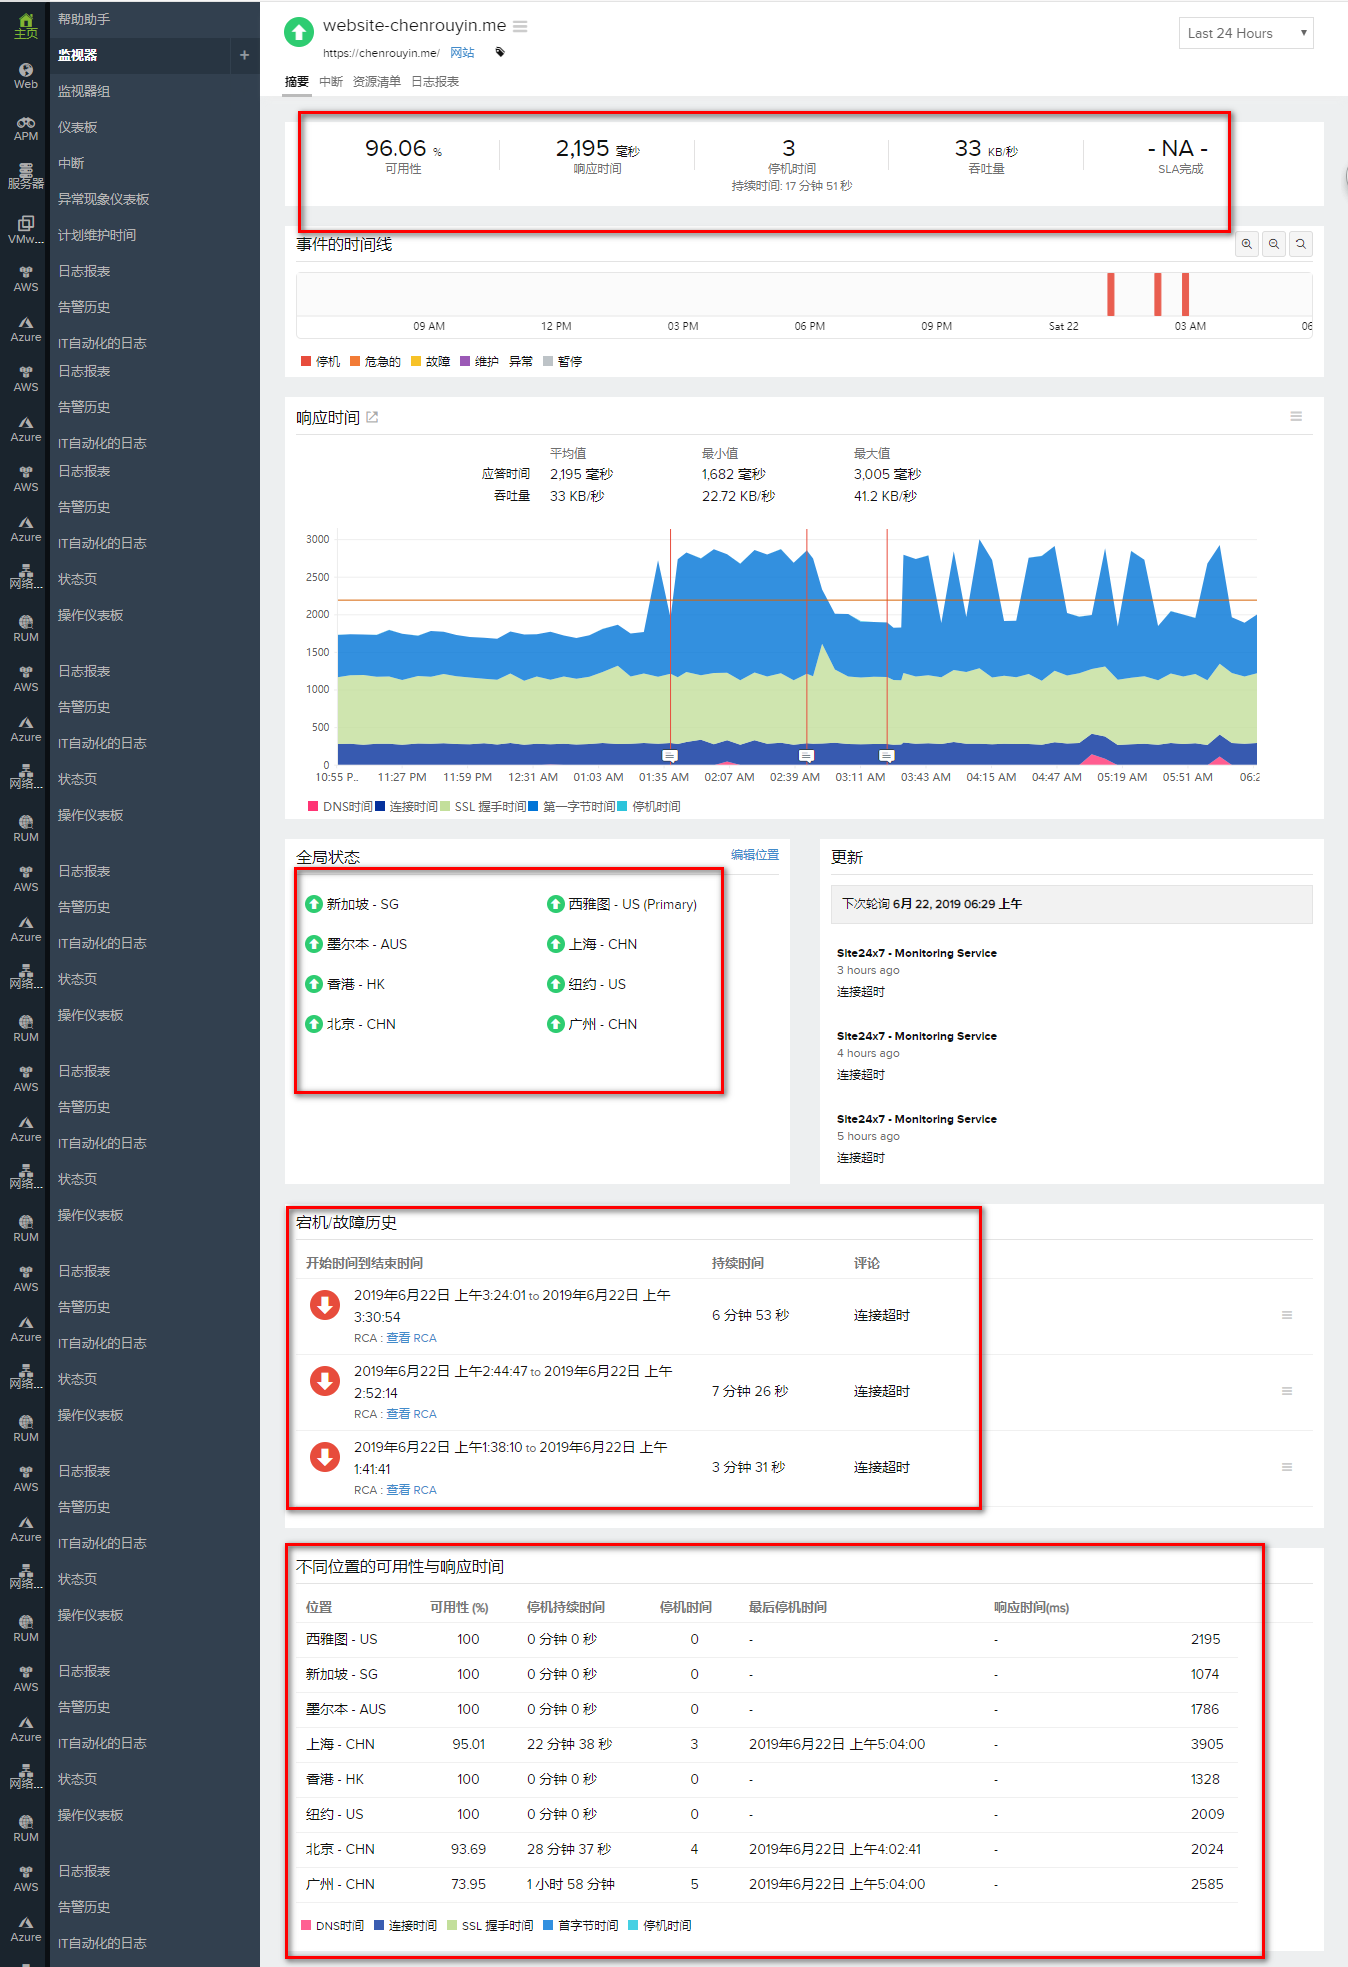 主页
Web
APM
服务器
VMw...
AWS
Azure
AWS
Azure
AWS
Azure
网络...
RUM
AWS
Azure
网络...
RUM
AWS
Azure
网络...
RUM
AWS
Azure
网络...
RUM
AWS
Azure
网络...
RUM
AWS
Azure
网络...
RUM
AWS
Azure
网络...
RUM
AWS
Azure
帮助助手
监视器 +
监视器组
仪表板
中断
异常现象仪表板
计划维护时间
日志报表
告警历史
IT自动化的日志
日志报表
告警历史
IT自动化的日志
日志报表
告警历史
IT自动化的日志
状态页
操作仪表板
日志报表
告警历史
IT自动化的日志
状态页
操作仪表板
日志报表
告警历史
IT自动化的日志
状态页
操作仪表板
日志报表
告警历史
IT自动化的日志
状态页
操作仪表板
日志报表
告警历史
IT自动化的日志
状态页
操作仪表板
日志报表
告警历史
IT自动化的日志
状态页
操作仪表板
日志报表
告警历史
IT自动化的日志
状态页
操作仪表板
日志报表
告警历史
IT自动化的日志
website-chenrouyin.me
https://chenrouyin.me/ 网站
Last 24 Hours
摘要 中断 资源清单 日志报表
96.06 % 2,195 毫秒 3 33 KB/秒 - NA -
可用性 响应时间 停机时间 吞吐量 SLA完成
持续时间: 17 分钟 51 秒
事件的时间线
09 AM 12 PM 03 PM 06 PM 09 PM Sat 22 03 AM 06
停机 危急的 故障 维护 异常 暂停
响应时间
平均值 最小值 最大值
应答时间 2,195 毫秒 1,682 毫秒 3,005 毫秒
吞吐量 33 KB/秒 22.72 KB/秒 41.2 KB/秒
3000
2500
2000
1500
1000
500
0
10:55 P.. 11:27 PM 11:59 PM 12:31 AM 01:03 AM 01:35 AM 02:07 AM 02:39 AM 03:11 AM 03:43 AM 04:15 AM 04:47 AM 05:19 AM 05:51 AM 06:2
DNS时间 连接时间 SSL 握手时间 第一字节时间 停机时间
全局状态 编辑位置
新加坡 - SG 西雅图 - US (Primary)
墨尔本 - AUS 上海 - CHN
香港 - HK 纽约 - US
北京 - CHN 广州 - CHN
更新
下次轮询 6月 22, 2019 06:29 上午
Site24x7 - Monitoring Service
3 hours ago
连接超时
Site24x7 - Monitoring Service
4 hours ago
连接超时
Site24x7 - Monitoring Service
5 hours ago
连接超时
宕机/故障历史
开始时间到结束时间 持续时间 评论
2019年6月22日 上午3:24:01 to 2019年6月22日 上午
3:30:54
6 分钟 53 秒 连接超时
RCA : 查看 RCA
2019年6月22日 上午2:44:47 to 2019年6月22日 上午
2:52:14
7 分钟 26 秒 连接超时
RCA : 查看 RCA
2019年6月22日 上午1:38:10 to 2019年6月22日 上午
1:41:41
3 分钟 31 秒 连接超时
RCA : 查看 RCA
不同位置的可用性与响应时间
位置 可用性 (%) 停机持续时间 停机时间 最后停机时间 响应时间(ms)
西雅图 - US 100 0 分钟 0 秒 0 - - 2195
新加坡 - SG 100 0 分钟 0 秒 0 - - 1074
墨尔本 - AUS 100 0 分钟 0 秒 0 - - 1786
上海 - CHN 95.01 22 分钟 38 秒 3 2019年6月22日 上午5:04:00 - 3905
香港 - HK 100 0 分钟 0 秒 0 - - 1328
纽约 - US 100 0 分钟 0 秒 0 - - 2009
北京 - CHN 93.69 28 分钟 37 秒 4 2019年6月22日 上午4:02:41 - 2024
广州 - CHN 73.95 1 小时 58 分钟 5 2019年6月22日 上午5:04:00 - 2585
DNS时间 连接时间 SSL 握手时间 首字节时间 停机时间